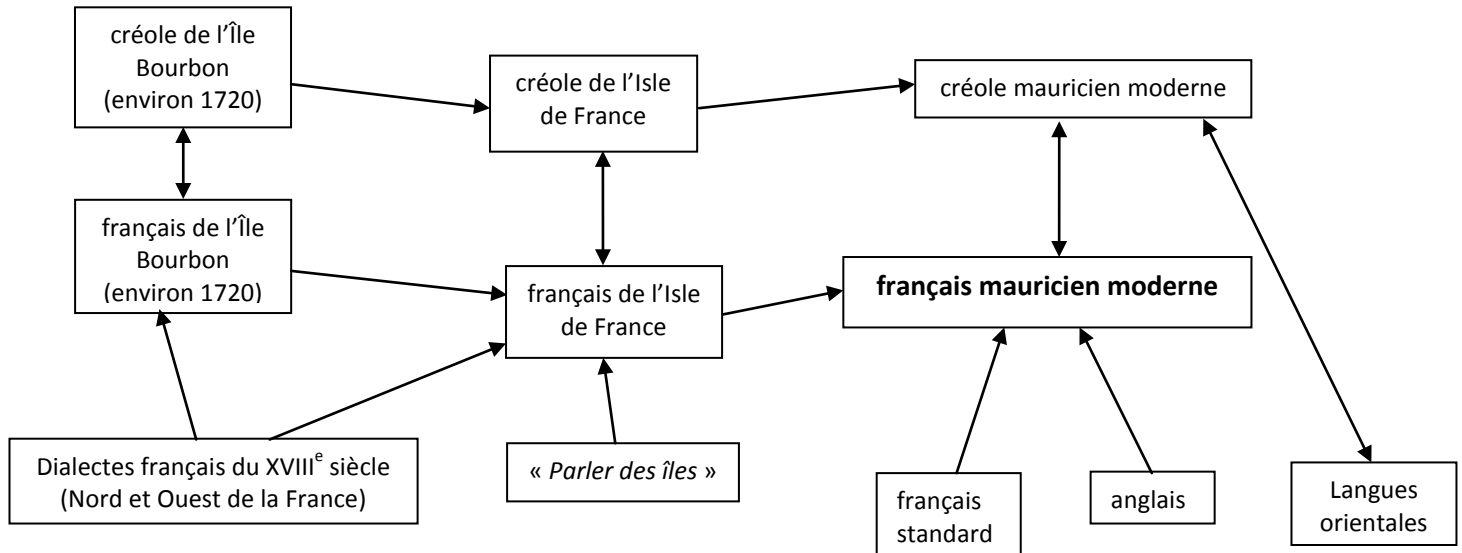 créole de l’Île
Bourbon
(environ 1720)
créole de l’Isle
de France
créole mauricien moderne
français de l’Île
Bourbon
(environ 1720)
français de l’Isle
de France
français mauricien moderne
Dialectes français du XVIIIe siècle
(Nord et Ouest de la France)
« Parler des îles »
français
standard
anglais
Langues
orientales